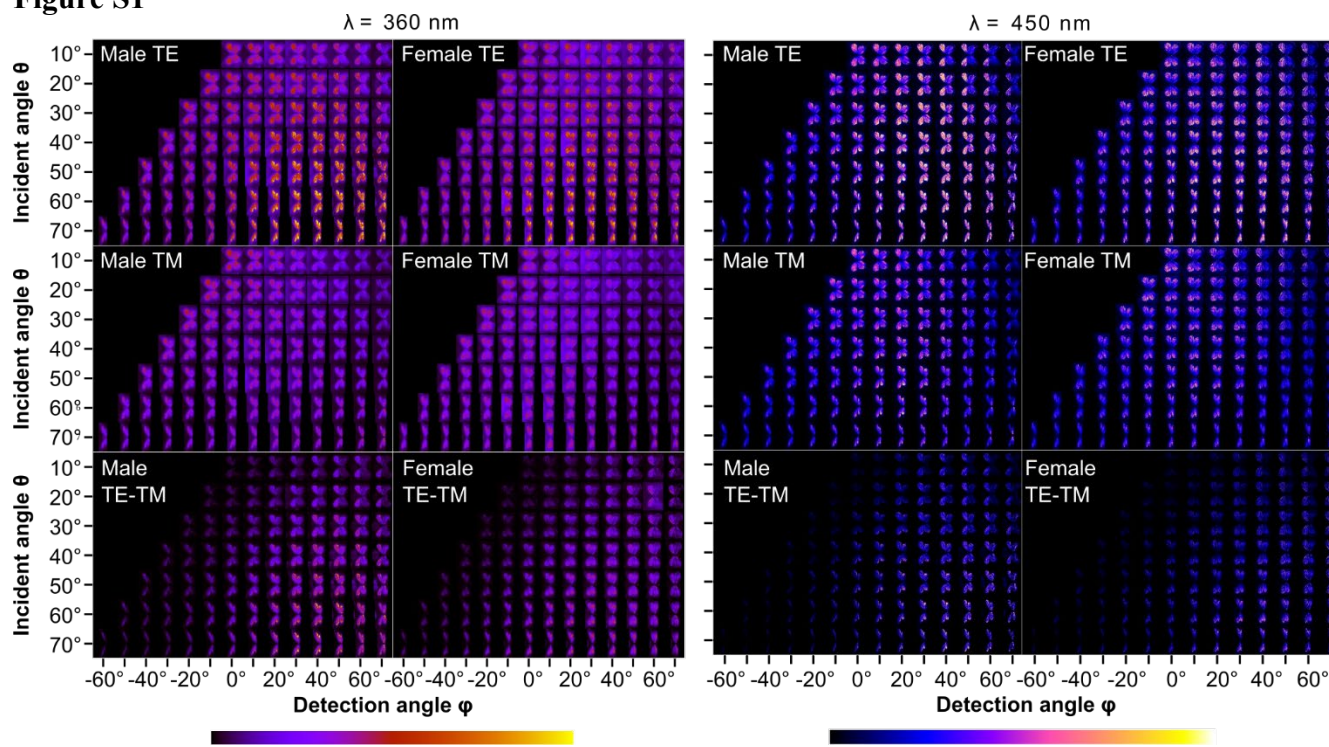 Figure S1
λ = 360 nm
λ = 450 nm
Incident angle θ
10°
20°
30°
40°
50°
60°
70°
Male TE
Female TE
Male TE
Female TE
Incident angle θ
10°
20°
30°
40°
50°
60°
70°
Male TM
Female TM
Male TM
Female TM
Incident angle θ
10°
20°
30°
40°
50°
60°
70°
Male
TE-TM
Female
TE-TM
Male
TE-TM
Female
TE-TM
-60° -40° -20° 0° 20° 40° 60° -60° -40° -20° 0° 20° 40° 60° -60° -40° -20° 0° 20° 40° 60° -60° -40° -20° 0° 20° 40° 60°
Detection angle φ
Detection angle φ